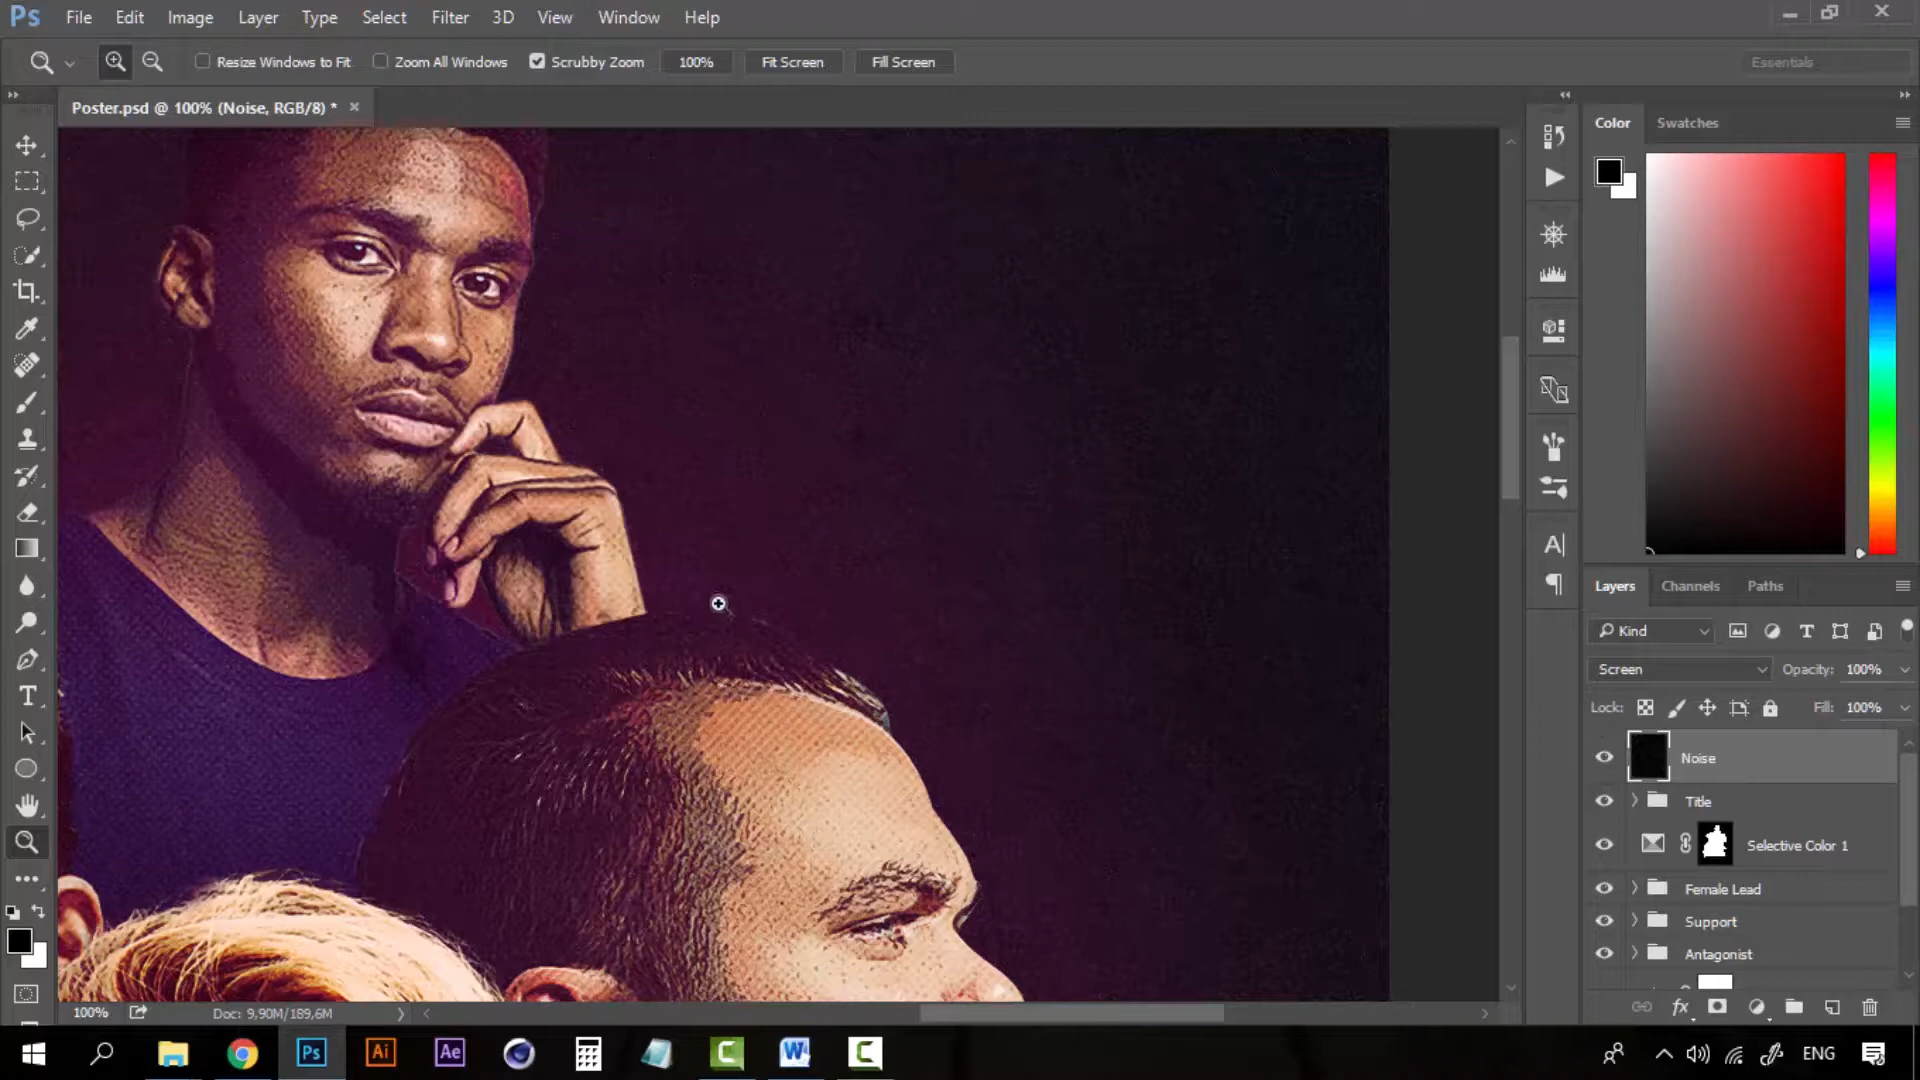 Ps File Edit Image Layer Type Select Filter 3D View Window Help
Resize Windows to Fit Zoom All Windows Scrubby Zoom 100% Fit Screen Fill Screen Essentials
Poster.psd @ 100% (Noise, RGB/8) *
Color Swatches
Layers Channels Paths
Kind
Screen Opacity: 100%
Lock: Fill: 100%
Noise
Title
Selective Color 1
Female Lead
Support
Antagonist
100% Doc: 9,90M/189,6M
Ps Ai Ae ENG